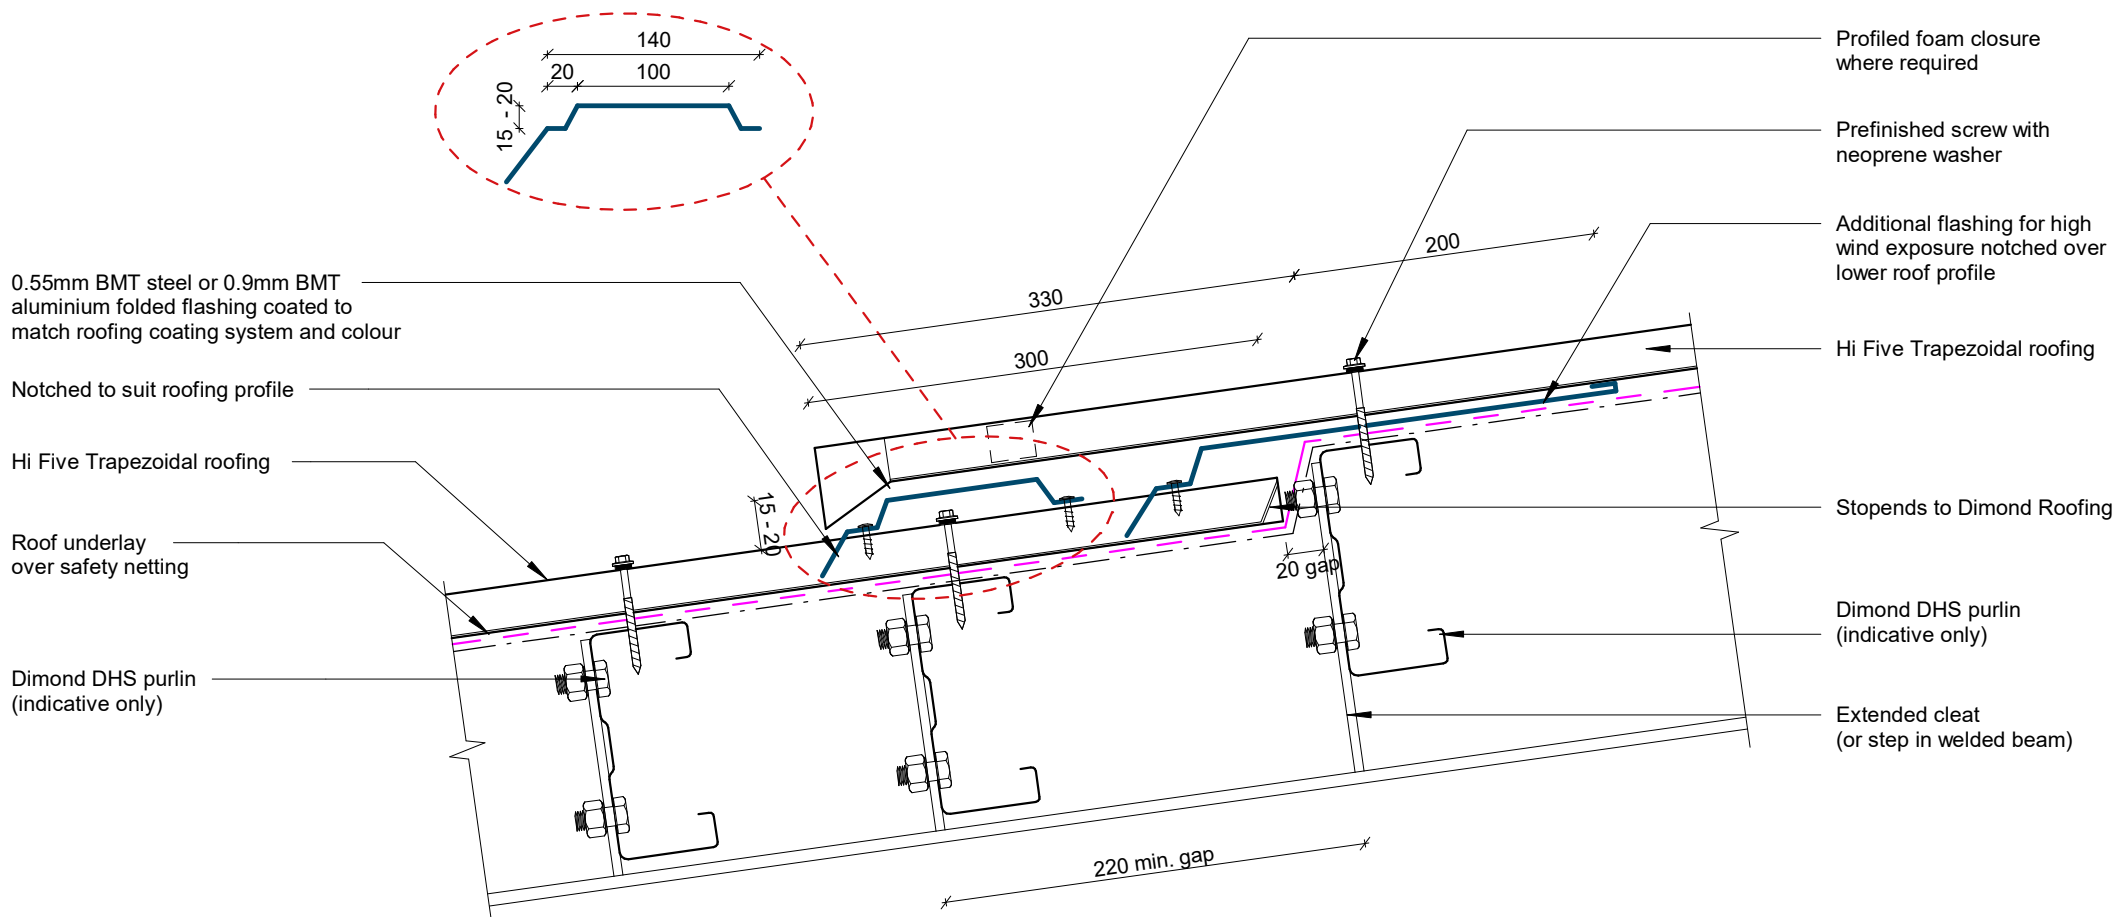 140
20
100
15 - 20
0.55mm BMT steel or 0.9mm BMT
aluminium folded flashing coated to
match roofing coating system and colour
Notched to suit roofing profile
Hi Five Trapezoidal roofing
Roof underlay
over safety netting
Dimond DHS purlin
(indicative only)
330
200
300
15 - 20
20 gap
220 min. gap
Profiled foam closure
where required
Prefinished screw with
neoprene washer
Additional flashing for high
wind exposure notched over
lower roof profile
Hi Five Trapezoidal roofing
Stopends to Dimond Roofing
Dimond DHS purlin
(indicative only)
Extended cleat
(or step in welded beam)